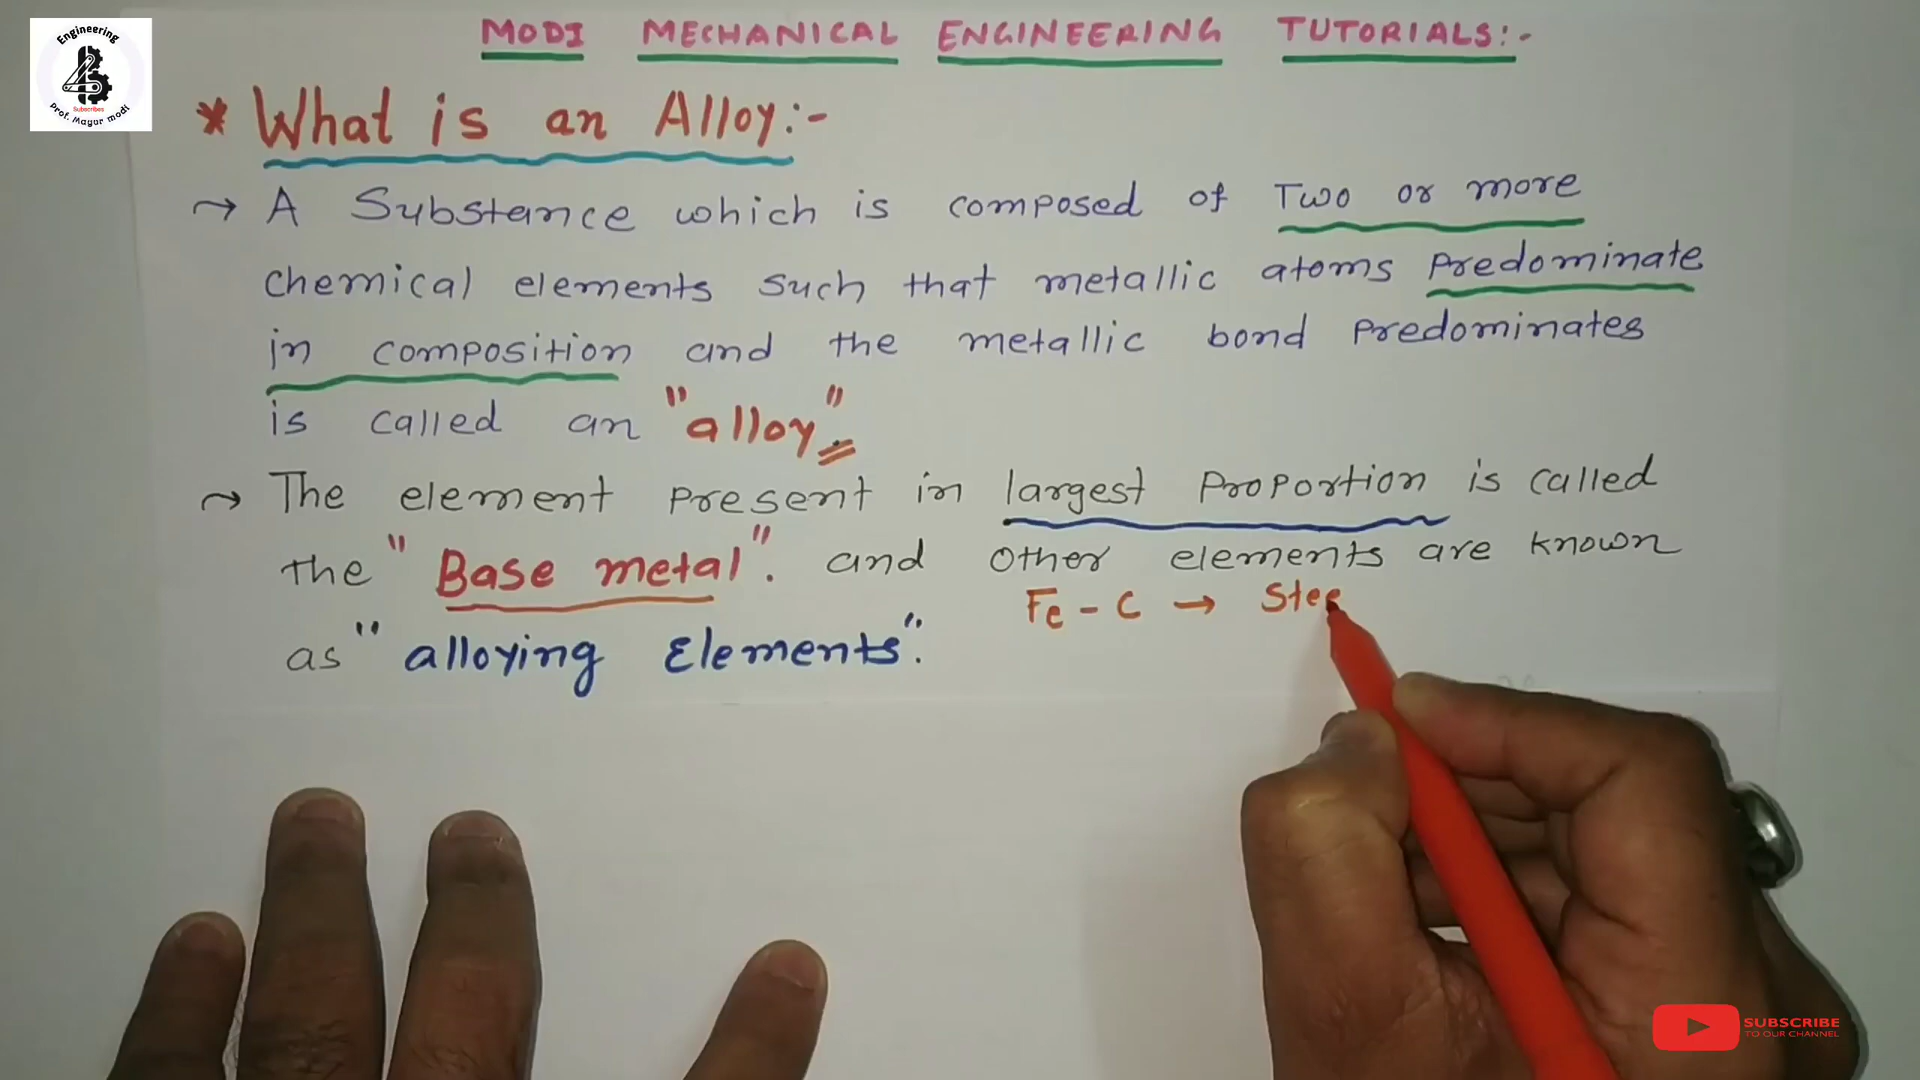 Engineering
Subscribes
Prof. Mayur modi
MODI MECHANICAL ENGINEERING TUTORIALS:-
* What is an Alloy:-
→ A Substance which is composed of Two or more
chemical elements such that metallic atoms Predominate
in composition and the metallic bond Predominates
is called an "alloy"
→ The element Present in largest Proportion is called
the "Base metal". and other elements are known
as "alloying Elements".
Fe - C → Stee
SUBSCRIBE
TO OUR CHANNEL